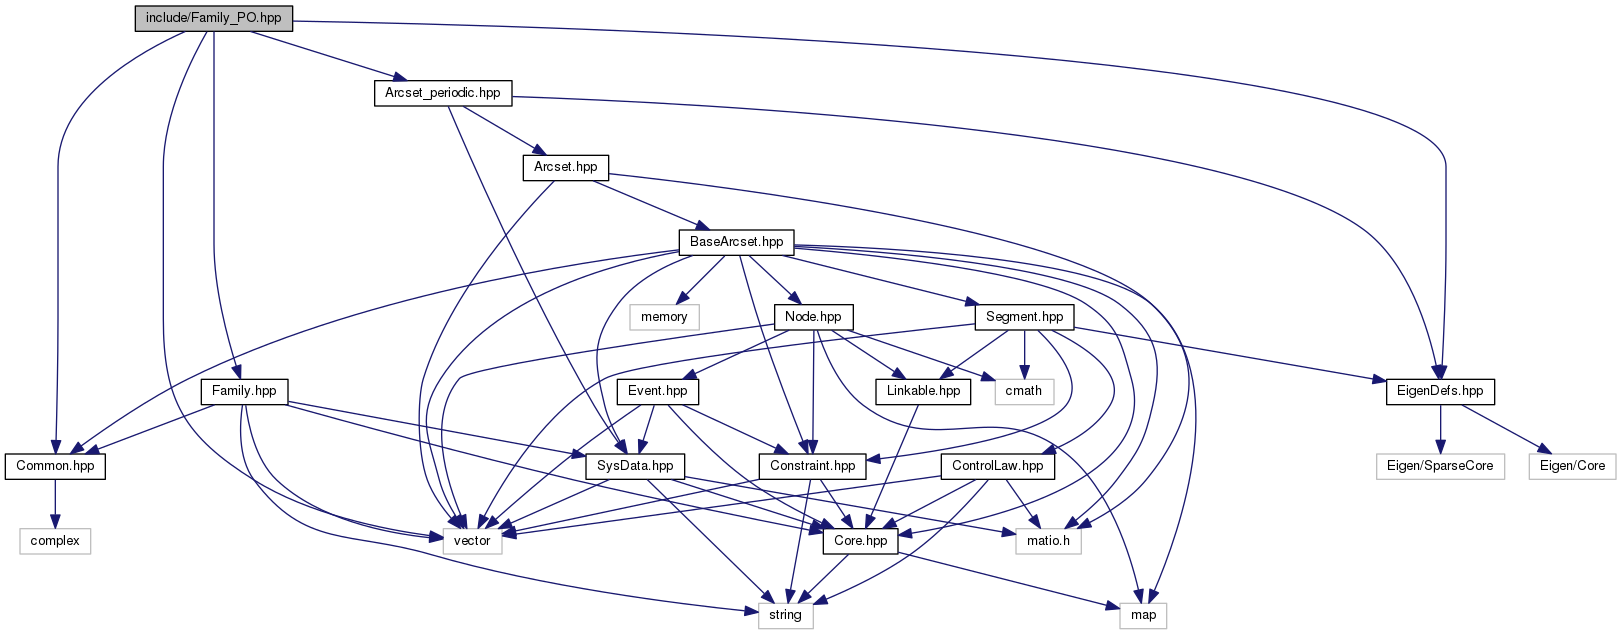 include/Family_PO.hpp
Arcset_periodic.hpp
Arcset.hpp
BaseArcset.hpp
memory
Node.hpp
Segment.hpp
Family.hpp
Event.hpp
Linkable.hpp
cmath
EigenDefs.hpp
Common.hpp
SysData.hpp
Constraint.hpp
ControlLaw.hpp
Eigen/SparseCore
Eigen/Core
complex
vector
Core.hpp
matio.h
string
map